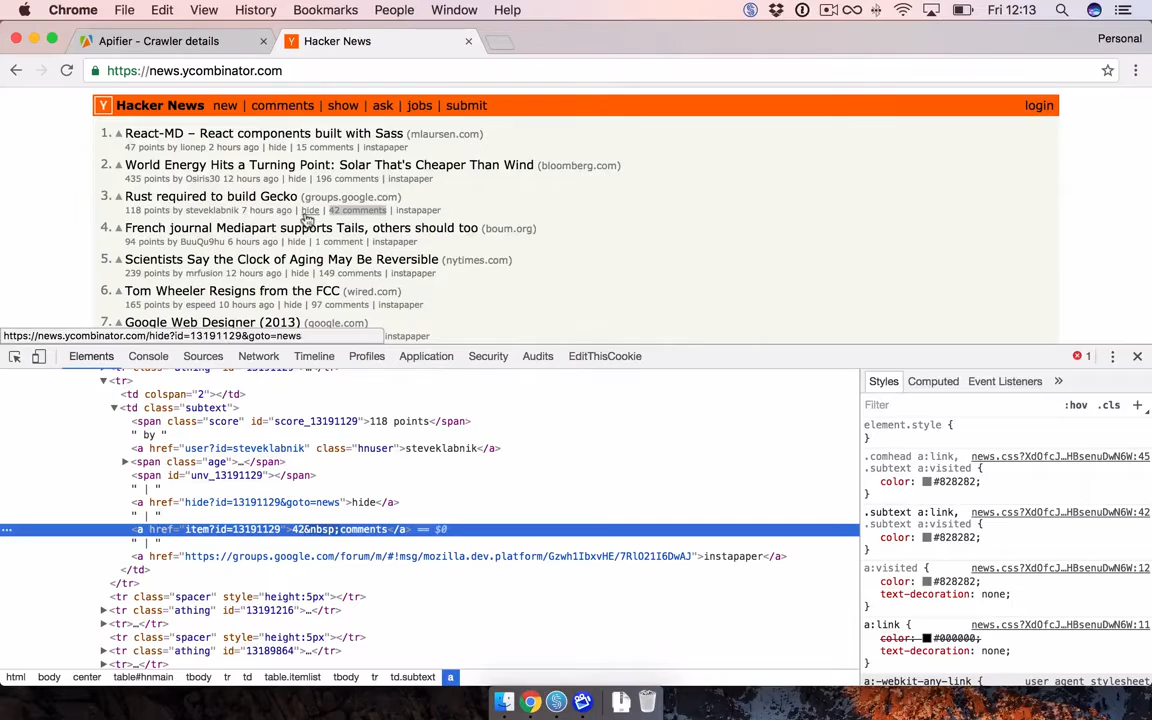 Chrome File Edit View History Bookmarks People Window Help Fri 12:13
Apifier - Crawler details × Hacker News × Personal
https://news.ycombinator.com
Y Hacker News new | comments | show | ask | jobs | submit login
1. React-MD – React components built with Sass (mlaursen.com)
47 points by lionep 2 hours ago | hide | 15 comments | instapaper
2. World Energy Hits a Turning Point: Solar That's Cheaper Than Wind (bloomberg.com)
435 points by Osiris30 12 hours ago | hide | 196 comments | instapaper
3. Rust required to build Gecko (groups.google.com)
118 points by steveklabnik 7 hours ago | hide | 42 comments | instapaper
4. French journal Mediapart supports Tails, others should too (boum.org)
94 points by BuuQu9hu 6 hours ago | hide | 1 comment | instapaper
5. Scientists Say the Clock of Aging May Be Reversible (nytimes.com)
239 points by mrfusion 12 hours ago | hide | 149 comments | instapaper
6. Tom Wheeler Resigns from the FCC (wired.com)
165 points by espeed 10 hours ago | hide | 97 comments | instapaper
7. Google Web Designer (2013) (google.com)
https://news.ycombinator.com/hide?id=13191129&goto=news instapaper
Elements Console Sources Network Timeline Profiles Application Security Audits EditThisCookie 1
<tr>
<td colspan="2"></td>
<td class="subtext">
<span class="score" id="score_13191129">118 points</span>
" by "
<a href="user?id=steveklabnik" class="hnuser">steveklabnik</a>
<span class="age">…</span>
<span id="unv_13191129"></span>
" | "
<a href="hide?id=13191129&goto=news">hide</a>
" | "
<a href="item?id=13191129">42&nbsp;comments</a> == $0
" | "
<a href="https://groups.google.com/forum/m/#!msg/mozilla.dev.platform/Gzwh1IbxvHE/7RlO21I6DwAJ">instapaper</a>
</td>
</tr>
<tr class="spacer" style="height:5px"></tr>
<tr class="athing" id="13191216">…</tr>
<tr>…</tr>
<tr class="spacer" style="height:5px"></tr>
<tr class="athing" id="13189864">…</tr>
<tr>…</tr>
html body center table#hnmain tbody tr td table.itemlist tbody tr td.subtext a
Styles Computed Event Listeners »
Filter :hov .cls +
element.style {
}
.comhead a:link, news.css?XdOfcJ…HBsenuDwN6W:45
.subtext a:visited {
color: #828282;
}
.subtext a:link, news.css?XdOfcJ…HBsenuDwN6W:42
.subtext a:visited {
color: #828282;
}
a:visited { news.css?XdOfcJ…HBsenuDwN6W:12
color: #828282;
text-decoration: none;
}
a:link { news.css?XdOfcJ…HBsenuDwN6W:11
color: #000000;
text-decoration: none;
}
a:-webkit-any-link { user agent stylesheet